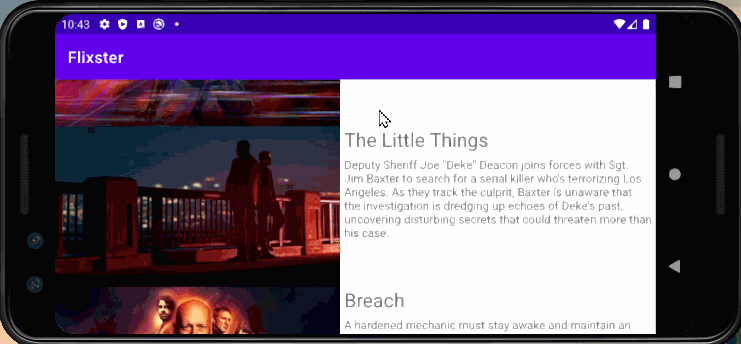 10:43
Flixster
The Little Things
Deputy Sheriff Joe "Deke" Deacon joins forces with Sgt.
Jim Baxter to search for a serial killer who's terrorizing Los
Angeles. As they track the culprit, Baxter is unaware that
the investigation is dredging up echoes of Deke's past,
uncovering disturbing secrets that could threaten more than
his case.
Breach
A hardened mechanic must stay awake and maintain an